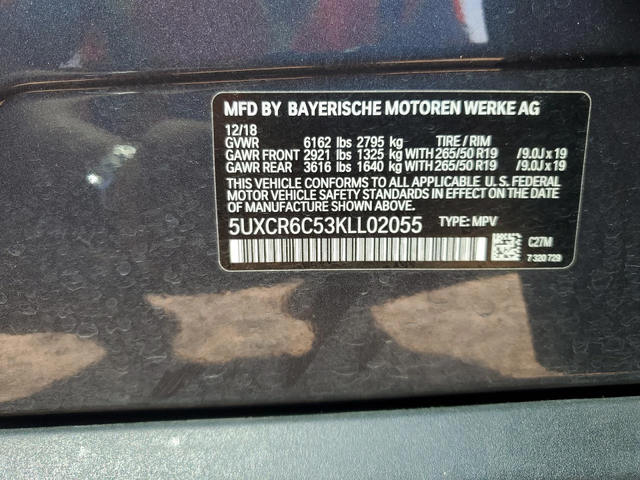 MFD BY BAYERISCHE MOTOREN WERKE AG
12/18
GVWR 6162 lbs 2795 kg TIRE / RIM
GAWR FRONT 2921 lbs 1325 kg WITH 265/50 R19 /9.0J x 19
GAWR REAR 3616 lbs 1640 kg WITH 265/50 R19 /9.0J x 19
THIS VEHICLE CONFORMS TO ALL APPLICABLE U.S. FEDERAL
MOTOR VEHICLE SAFETY STANDARDS IN EFFECT ON THE DATE
OF MANUFACTURE SHOWN ABOVE.
5UXCR6C53KLL02055 TYPE: MPV
C27M
7 320 729